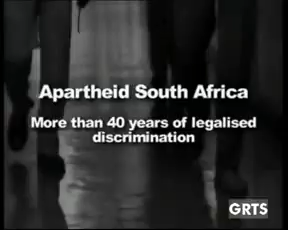 Apartheid South Africa
More than 40 years of legalised
discrimination
GRTS